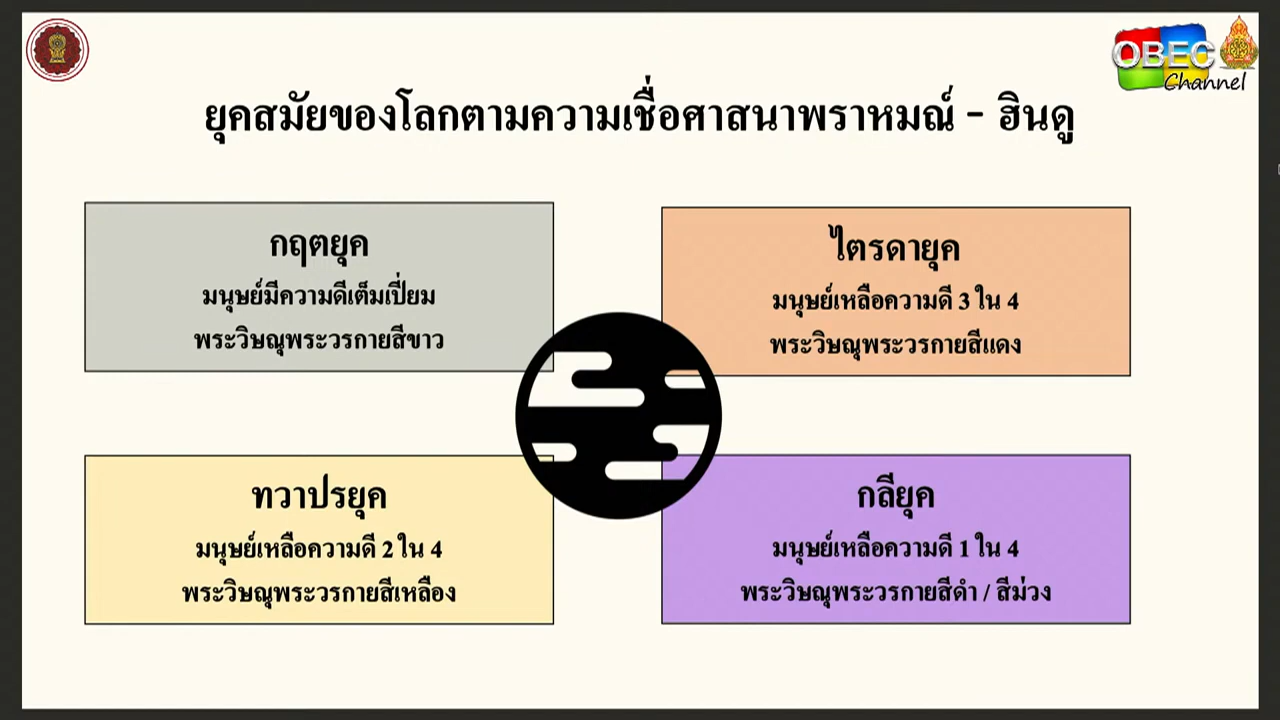 OBEC
Channel
ยุคสมัยของโลกตามความเชื่อศาสนาพราหมณ์ - ฮินดู
กฤตยุค
มนุษย์มีความดีเต็มเปี่ยม
พระวิษณุพระวรกายสีขาว
ไตรดายุค
มนุษย์เหลือความดี 3 ใน 4
พระวิษณุพระวรกายสีแดง
ทวาปรยุค
มนุษย์เหลือความดี 2 ใน 4
พระวิษณุพระวรกายสีเหลือง
กลียุค
มนุษย์เหลือความดี 1 ใน 4
พระวิษณุพระวรกายสีดำ / สีม่วง